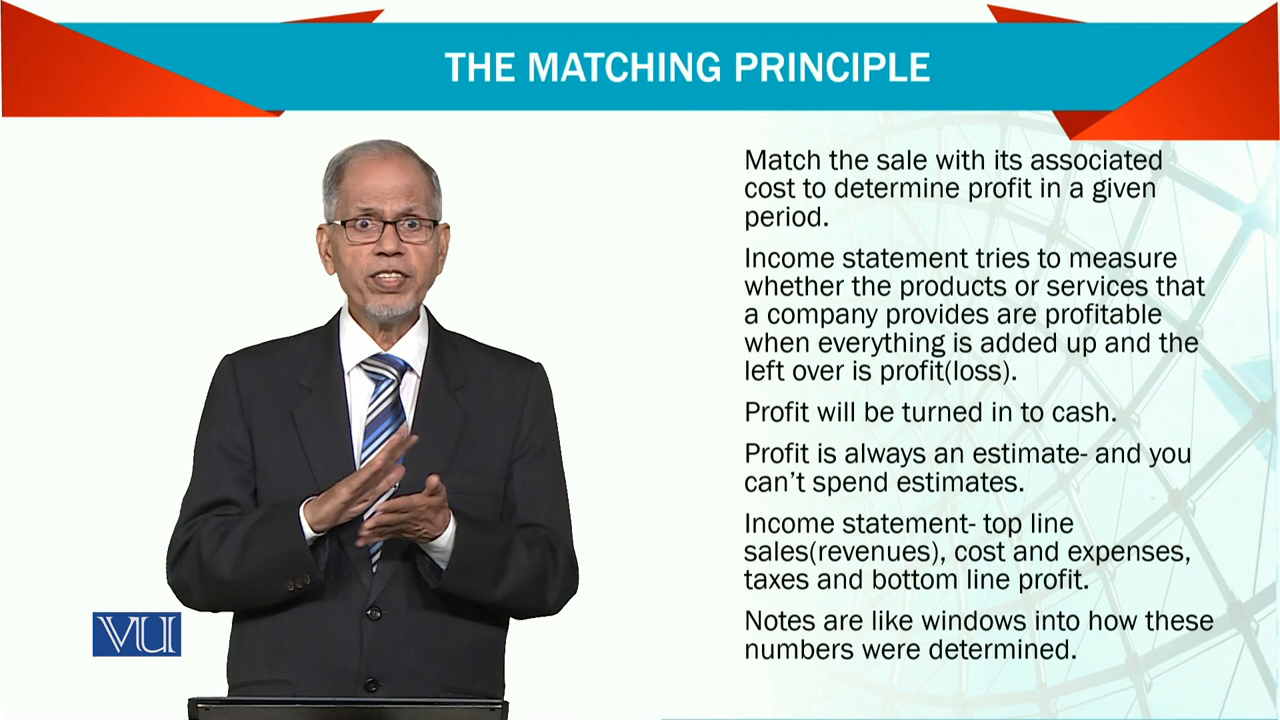 THE MATCHING PRINCIPLE
Match the sale with its associated
cost to determine profit in a given
period.
Income statement tries to measure
whether the products or services that
a company provides are profitable
when everything is added up and the
left over is profit(loss).
Profit will be turned in to cash.
Profit is always an estimate- and you
can’t spend estimates.
Income statement- top line
sales(revenues), cost and expenses,
taxes and bottom line profit.
Notes are like windows into how these
numbers were determined.
VU